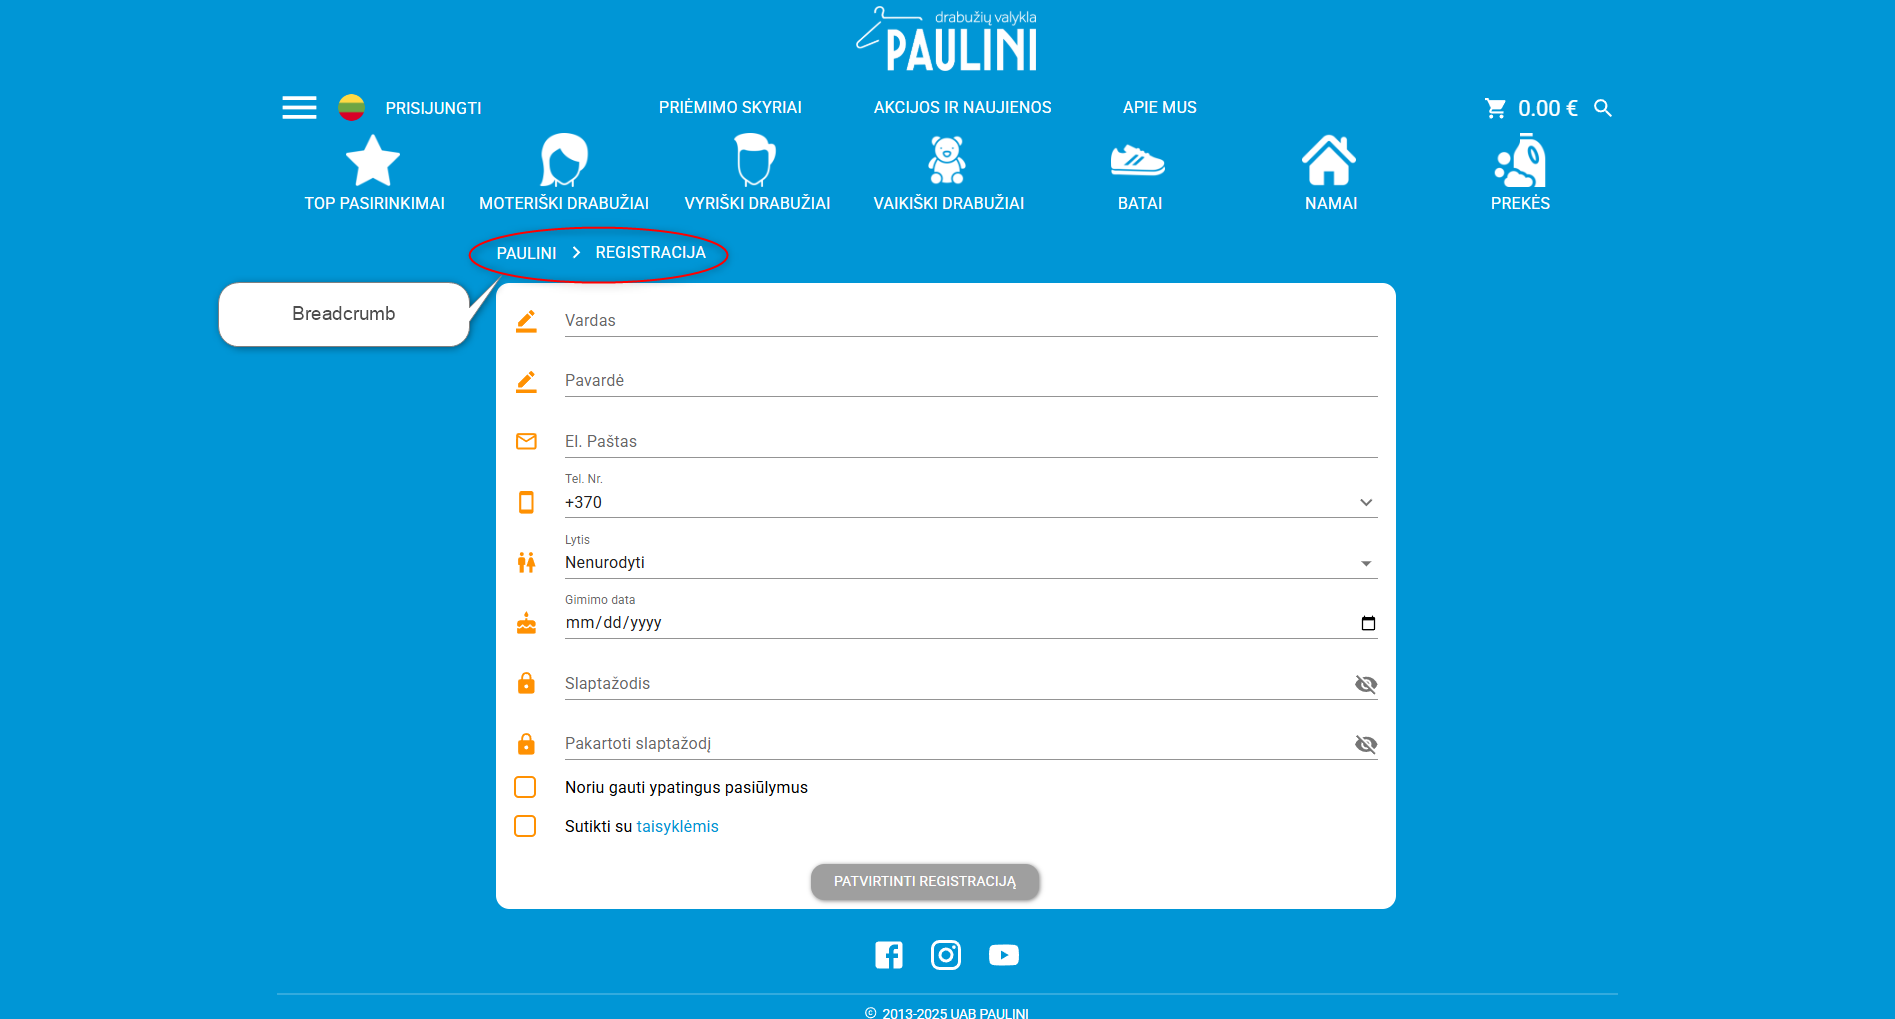 drabužių valykla
PAULINI
PRISIJUNGTI
PRIĖMIMO SKYRIAI
AKCIJOS IR NAUJIENOS
APIE MUS
0.00 €
TOP PASIRINKIMAI
MOTERIŠKI DRABUŽIAI
VYRIŠKI DRABUŽIAI
VAIKIŠKI DRABUŽIAI
BATAI
NAMAI
PREKĖS
PAULINI > REGISTRACIJA
Breadcrumb
Vardas
Pavardė
El. Paštas
Tel. Nr.
+370
Lytis
Nenurodyti
Gimimo data
mm/dd/yyyy
Slaptažodis
Pakartoti slaptažodį
Noriu gauti ypatingus pasiūlymus
Sutikti su taisyklėmis
PATVIRTINTI REGISTRACIJĄ
© 2013-2025 UAB PAULINI